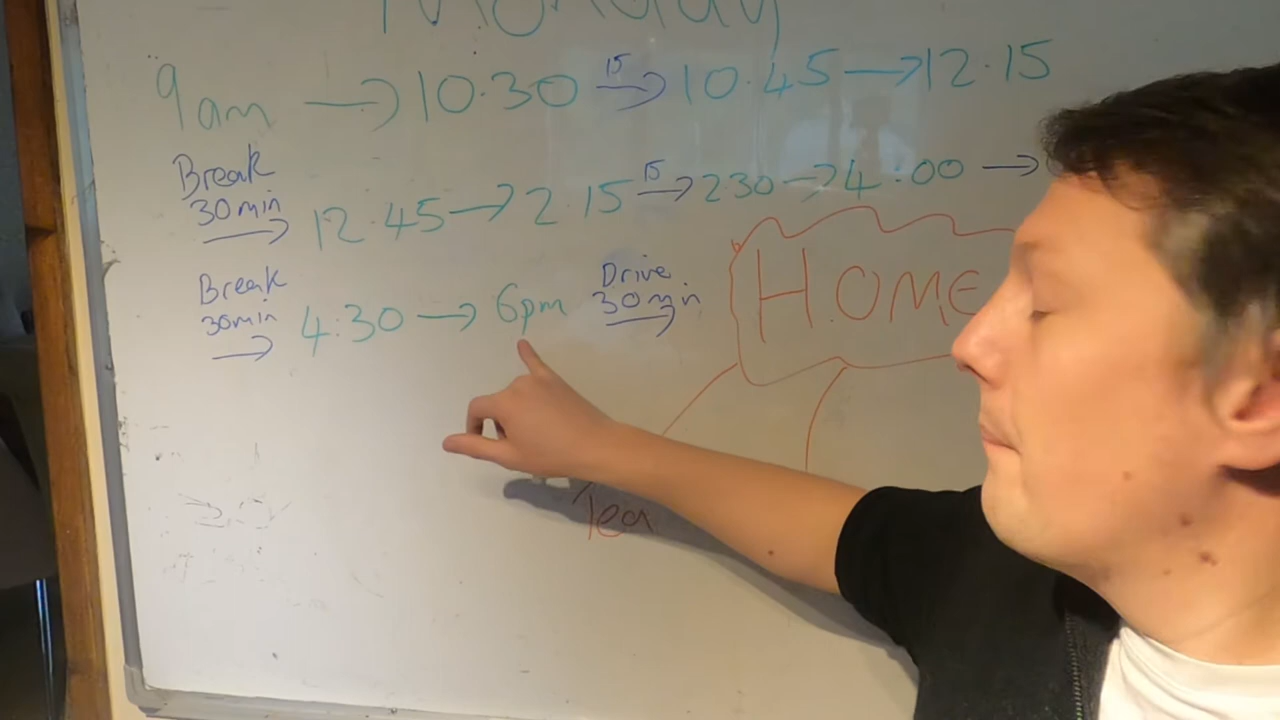 Monday
9am → 10.30 15 → 10.45 → 12.15
Break
30 min → 12.45 → 2.15 15 → 2.30 → 4:00 →
Break
30min → 4:30 → 6pm Drive
30min → HOME
Tea